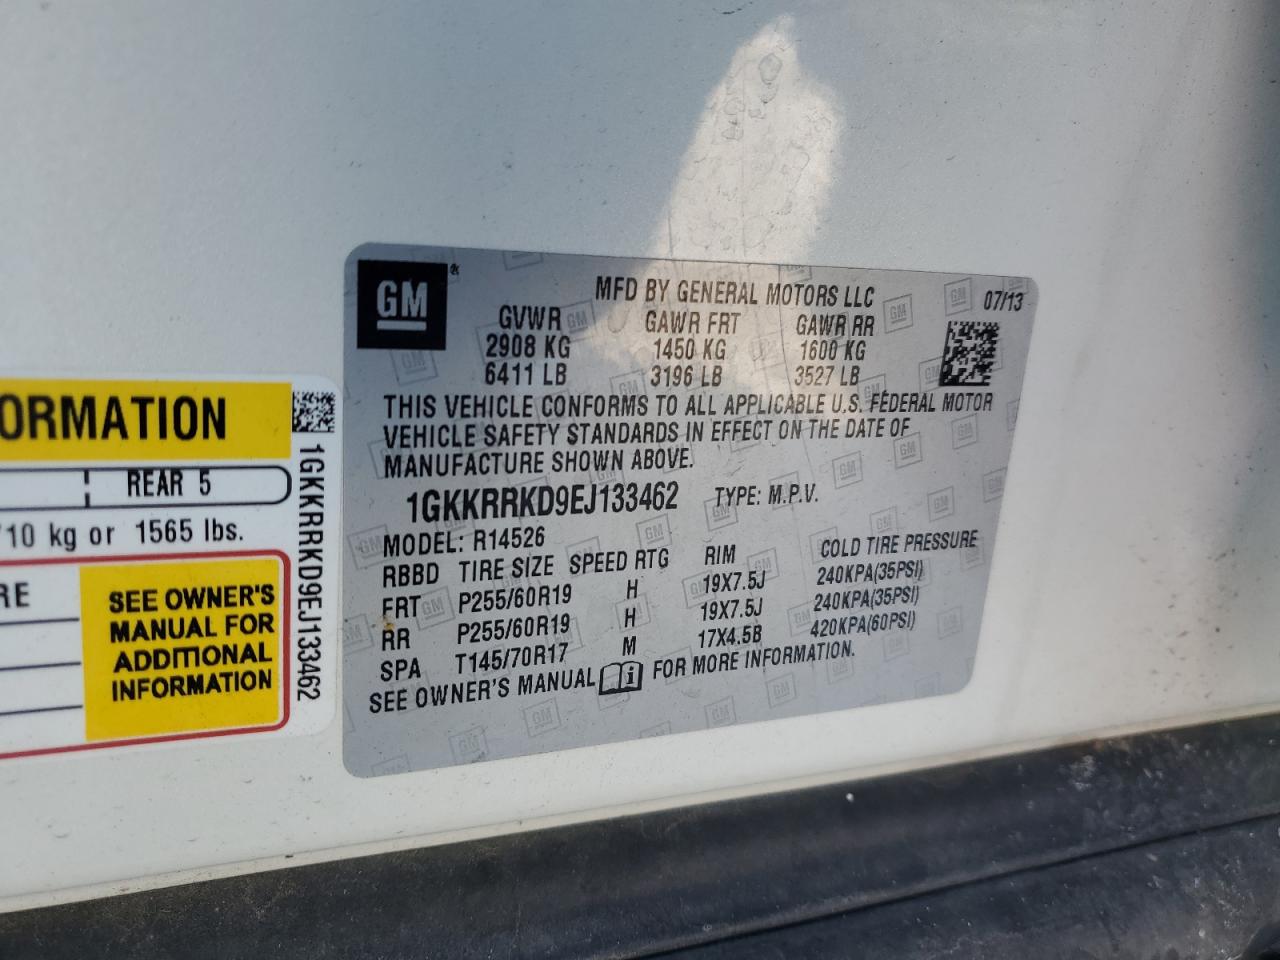 ORMATION
REAR 5
710 kg or 1565 lbs.
RE
SEE OWNER'S
MANUAL FOR
ADDITIONAL
INFORMATION
1GKKRRKD9EJ133462
GM
MFD BY GENERAL MOTORS LLC
07/13
GVWR GAWR FRT GAWR RR
2908 KG 1450 KG 1600 KG
6411 LB 3196 LB 3527 LB
THIS VEHICLE CONFORMS TO ALL APPLICABLE U.S. FEDERAL MOTOR
VEHICLE SAFETY STANDARDS IN EFFECT ON THE DATE OF
MANUFACTURE SHOWN ABOVE.
1GKKRRKD9EJ133462 TYPE: M.P.V.
MODEL: R14526
RBBD TIRE SIZE SPEED RTG RIM COLD TIRE PRESSURE
FRT P255/60R19 H 19X7.5J 240KPA(35PSI)
RR P255/60R19 H 19X7.5J 240KPA(35PSI)
SPA T145/70R17 M 17X4.5B 420KPA(60PSI)
SEE OWNER'S MANUAL FOR MORE INFORMATION.